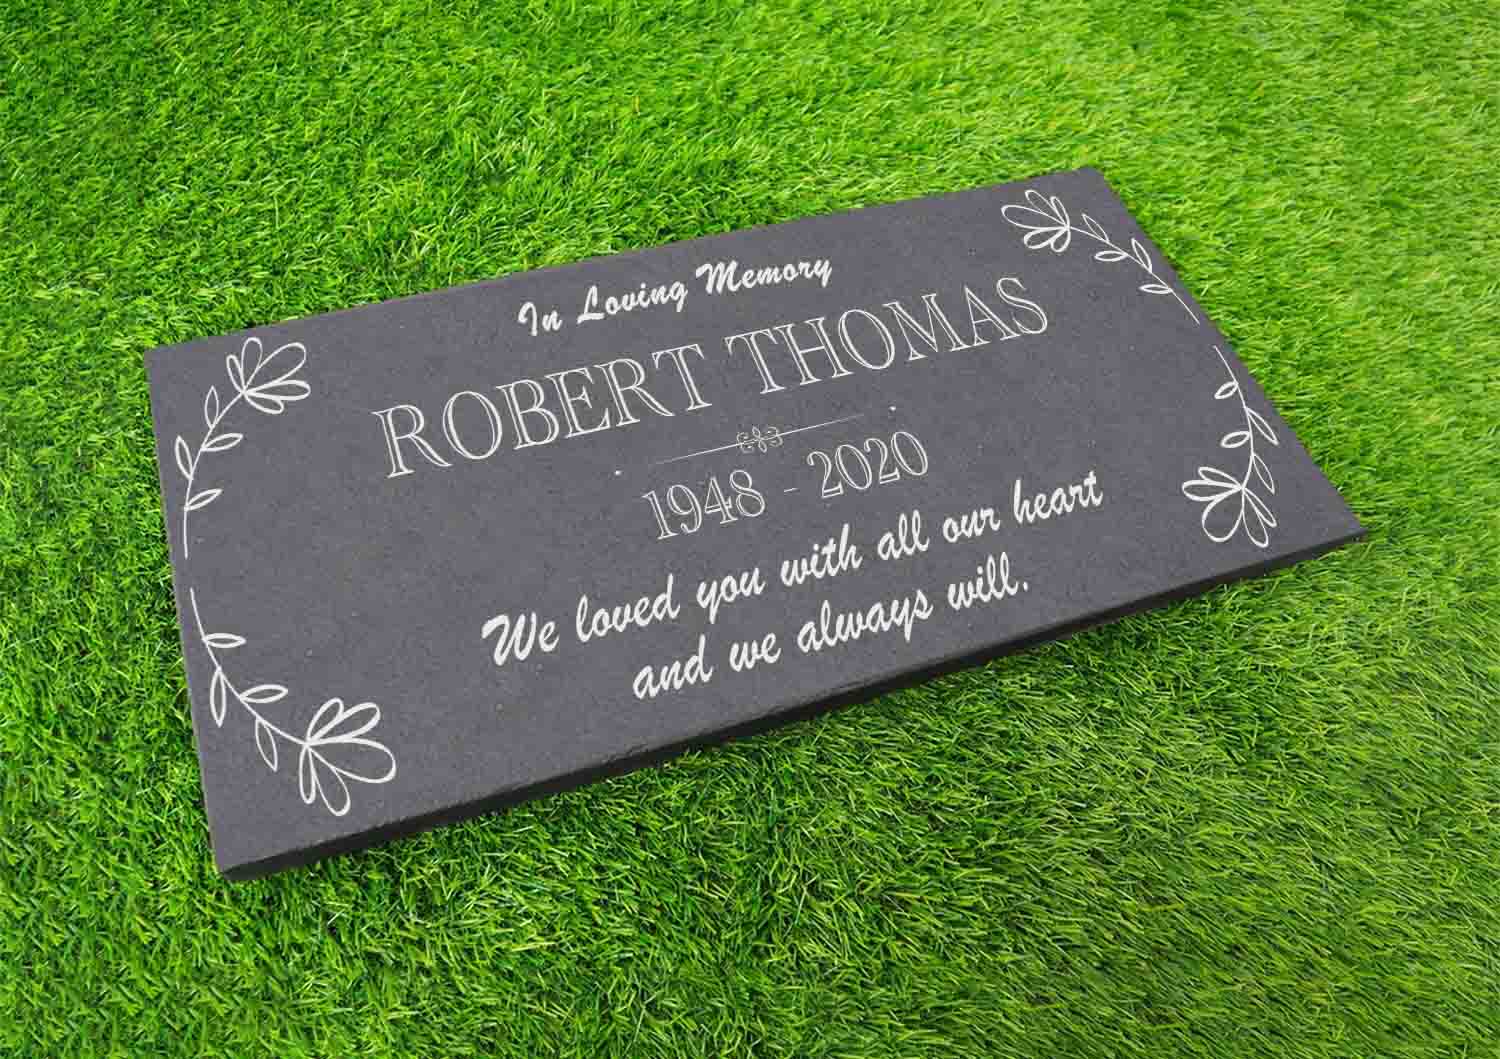 In Loving Memory
ROBERT THOMAS
1948 - 2020
We loved you with all our heart
and we always will.